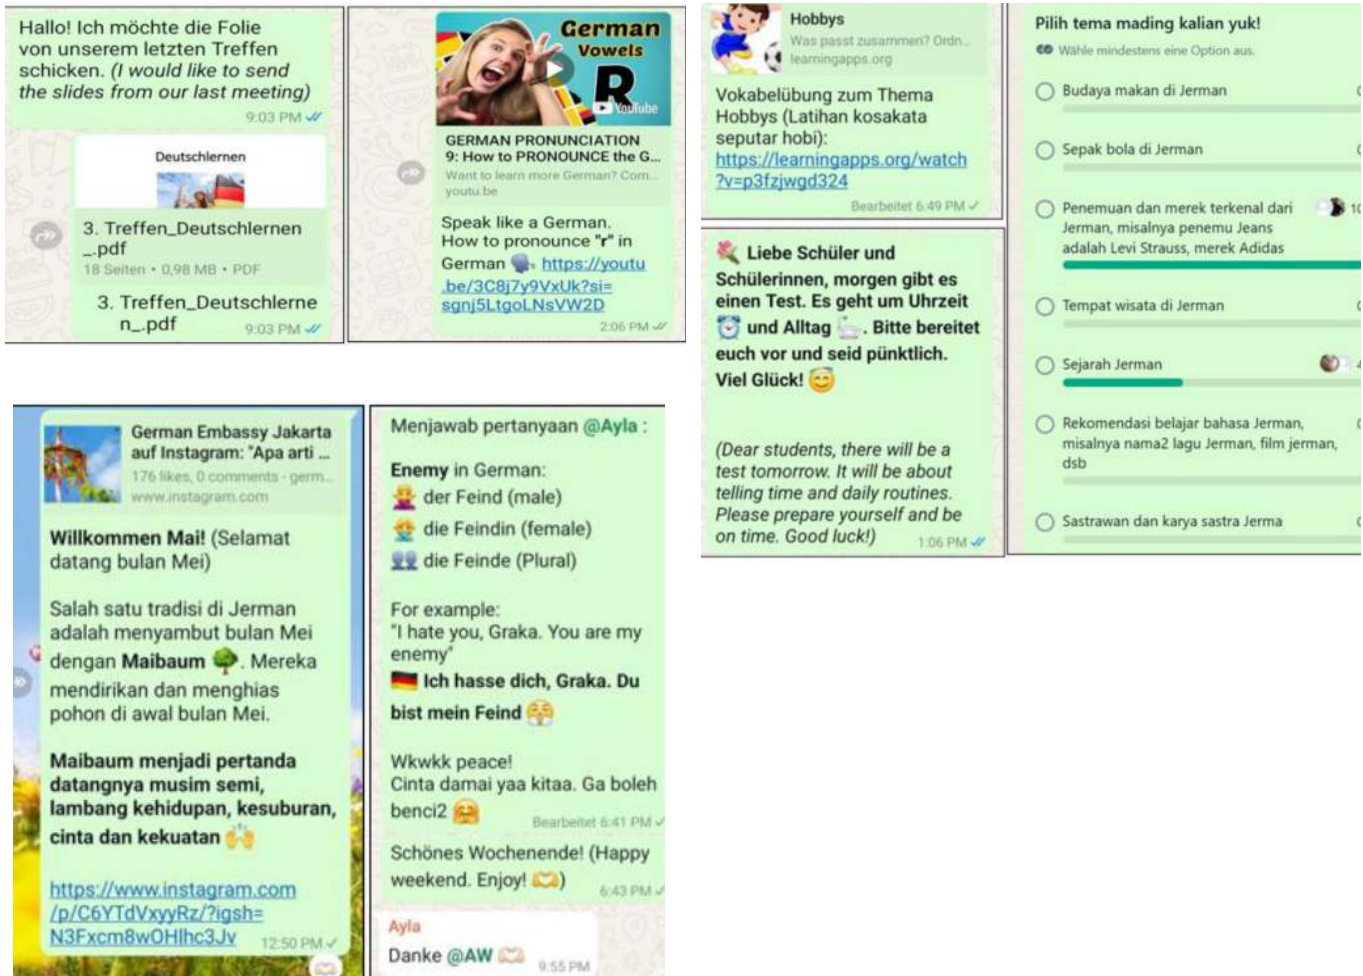 Hallo! Ich möchte die Folie
von unserem letzten Treffen
schicken. (I would like to send
the slides from our last meeting)
9:03 PM
Deutschlernen
3. Treffen_Deutschlernen
_.pdf
18 Seiten • 0,98 MB • PDF
3. Treffen_Deutschlerne
n_.pdf
9:03 PM
German
Vowels
R
YouTube
GERMAN PRONUNCIATION
9: How to PRONOUNCE the G...
Want to learn more German? Com...
youtu.be
Speak like a German.
How to pronounce "r" in
German https://youtu
.be/3C8j7y9VxUk?si=
sgnj5LtgoLNsVW2D
2:06 PM
Hobbys
Was passt zusammen? Ordn...
learningapps.org
Vokabelübung zum Thema
Hobbys (Latihan kosakata
seputar hobi):
https://learningapps.org/watch
?v=p3fzjwgd324
Bearbeitet 6:49 PM
Liebe Schüler und
Schülerinnen, morgen gibt es
einen Test. Es geht um Uhrzeit
und Alltag. Bitte bereitet
euch vor und seid pünktlich.
Viel Glück!
(Dear students, there will be a
test tomorrow. It will be about
telling time and daily routines.
Please prepare yourself and be
on time. Good luck!)
1:06 PM
Pilih tema mading kalian yuk!
Wähle mindestens eine Option aus.
Budaya makan di Jerman
Sepak bola di Jerman
Penemuan dan merek terkenal dari
Jerman, misalnya penemu Jeans
adalah Levi Strauss, merek Adidas
10
Tempat wisata di Jerman
Sejarah Jerman
4
Rekomendasi belajar bahasa Jerman,
misalnya nama2 lagu Jerman, film jerman,
dsb
Sastrawan dan karya sastra Jerma
German Embassy Jakarta
auf Instagram: "Apa arti ...
176 likes, 0 comments - germ...
www.instagram.com
Willkommen Mai! (Selamat
datang bulan Mei)
Salah satu tradisi di Jerman
adalah menyambut bulan Mei
dengan Maibaum. Mereka
mendirikan dan menghias
pohon di awal bulan Mei.
Maibaum menjadi pertanda
datangnya musim semi,
lambang kehidupan, kesuburan,
cinta dan kekuatan
https://www.instagram.com
/p/C6YTdVxyyRz/?igsh=
N3Fxcm8wOHlhc3Jv
12:50 PM
Menjawab pertanyaan @Ayla :
Enemy in German:
der Feind (male)
die Feindin (female)
die Feinde (Plural)
For example:
"I hate you, Graka. You are my
enemy"
Ich hasse dich, Graka. Du
bist mein Feind
Wkwkk peace!
Cinta damai yaa kitaa. Ga boleh
benci2
Bearbeitet 6:41 PM
Schönes Wochenende! (Happy
weekend. Enjoy!)
6:43 PM
Ayla
Danke @AW
9:55 PM